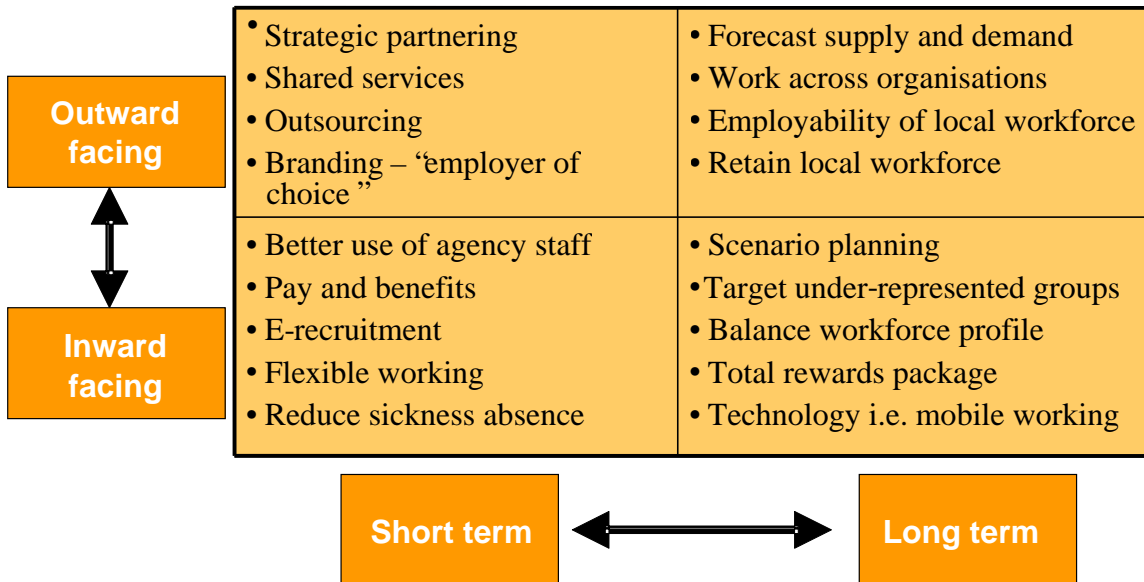 • Strategic partnering
• Shared services
• Outsourcing
• Branding – “employer of
choice ”
• Forecast supply and demand
• Work across organisations
• Employability of local workforce
• Retain local workforce
Outward
facing
• Better use of agency staff
• Pay and benefits
• E-recruitment
• Flexible working
• Reduce sickness absence
• Scenario planning
•Target under-represented groups
• Balance workforce profile
• Total rewards package
• Technology i.e. mobile working
Inward
facing
Short term
Long term